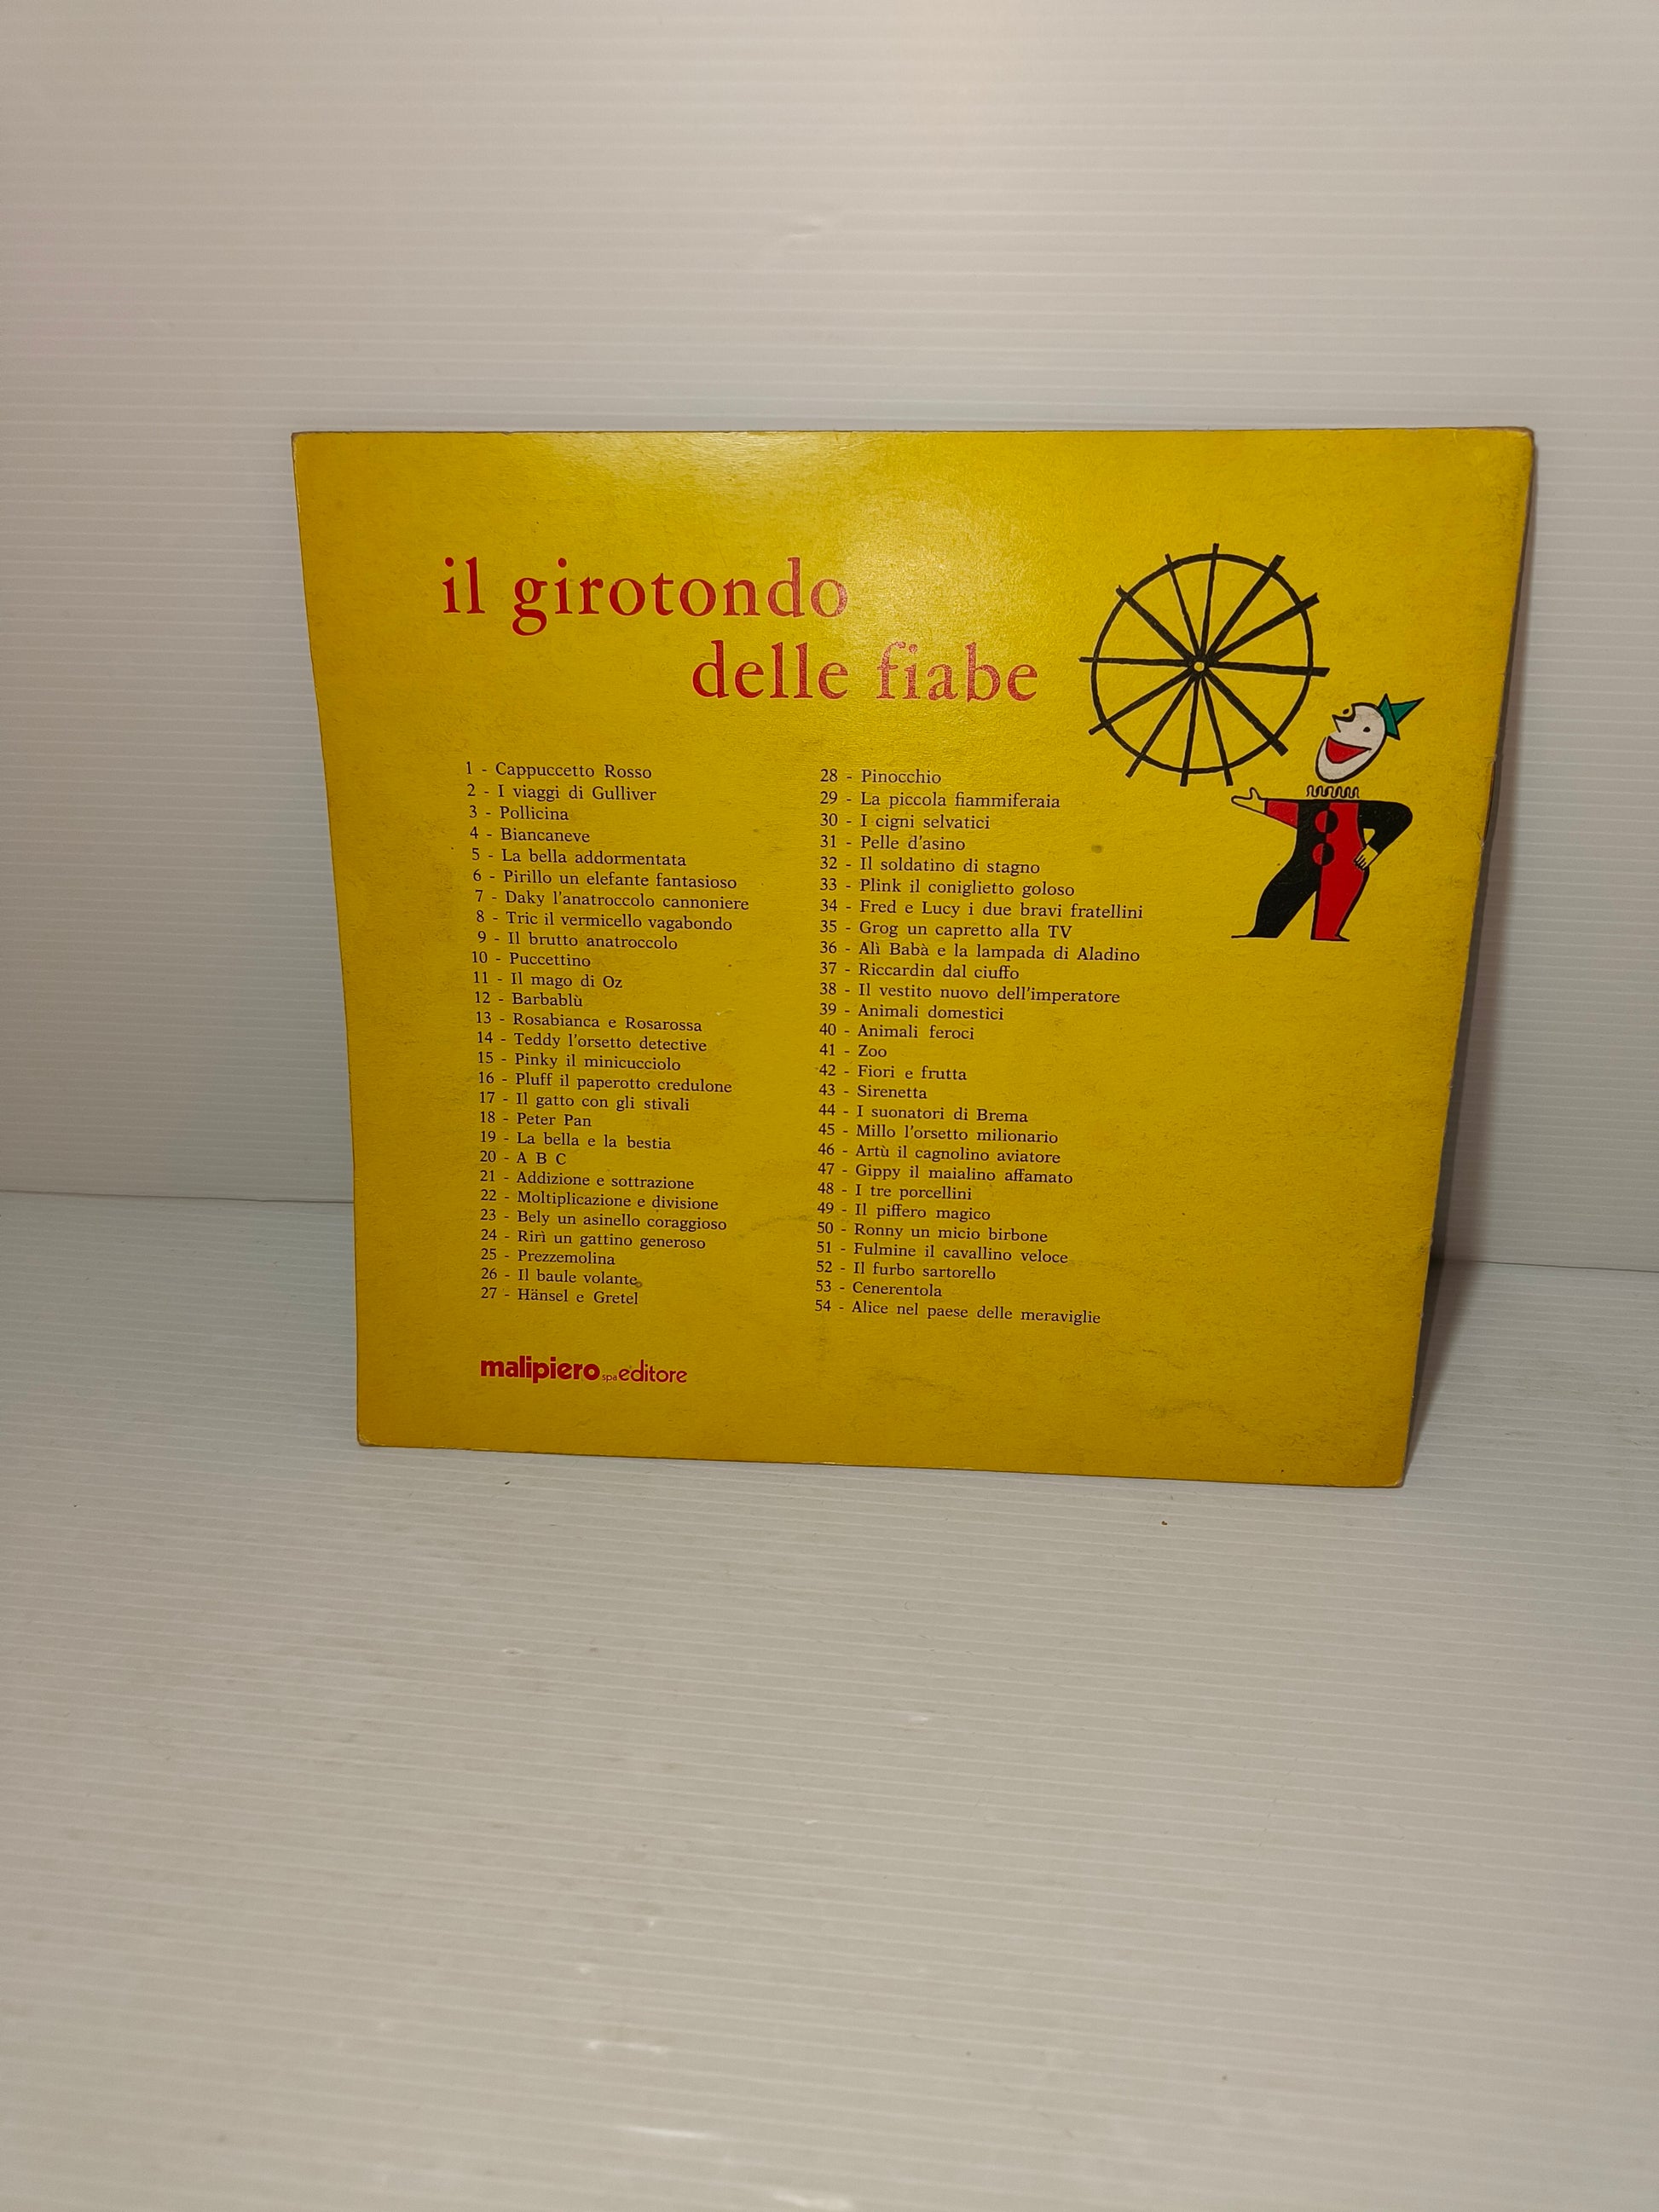 il girotondo
delle fiabe
1 - Cappuccetto Rosso
2 - I viaggi di Gulliver
3 - Pollicina
4 - Biancaneve
5 - La bella addormentata
6 - Pirillo un elefante fantasioso
7 - Daky l'anatroccolo cannoniere
8 - Tric il vermicello vagabondo
9 - Il brutto anatroccolo
10 - Puccettino
11 - Il mago di Oz
12 - Barbablù
13 - Rosabianca e Rosarossa
14 - Teddy l'orsetto detective
15 - Pinky il minicucciolo
16 - Pluff il paperotto credulone
17 - Il gatto con gli stivali
18 - Peter Pan
19 - La bella e la bestia
20 - A B C
21 - Addizione e sottrazione
22 - Moltiplicazione e divisione
23 - Bely un asinello coraggioso
24 - Rirì un gattino generoso
25 - Prezzemolina
26 - Il baule volante
27 - Hänsel e Gretel
28 - Pinocchio
29 - La piccola fiammiferaia
30 - I cigni selvatici
31 - Pelle d'asino
32 - Il soldatino di stagno
33 - Plink il coniglietto goloso
34 - Fred e Lucy i due bravi fratellini
35 - Grog un capretto alla TV
36 - Alì Babà e la lampada di Aladino
37 - Riccardin dal ciuffo
38 - Il vestito nuovo dell'imperatore
39 - Animali domestici
40 - Animali feroci
41 - Zoo
42 - Fiori e frutta
43 - Sirenetta
44 - I suonatori di Brema
45 - Millo l'orsetto milionario
46 - Artù il cagnolino aviatore
47 - Gippy il maialino affamato
48 - I tre porcellini
49 - Il piffero magico
50 - Ronny un micio birbone
51 - Fulmine il cavallino veloce
52 - Il furbo sartorello
53 - Cenerentola
54 - Alice nel paese delle meraviglie
malipiero spa editore